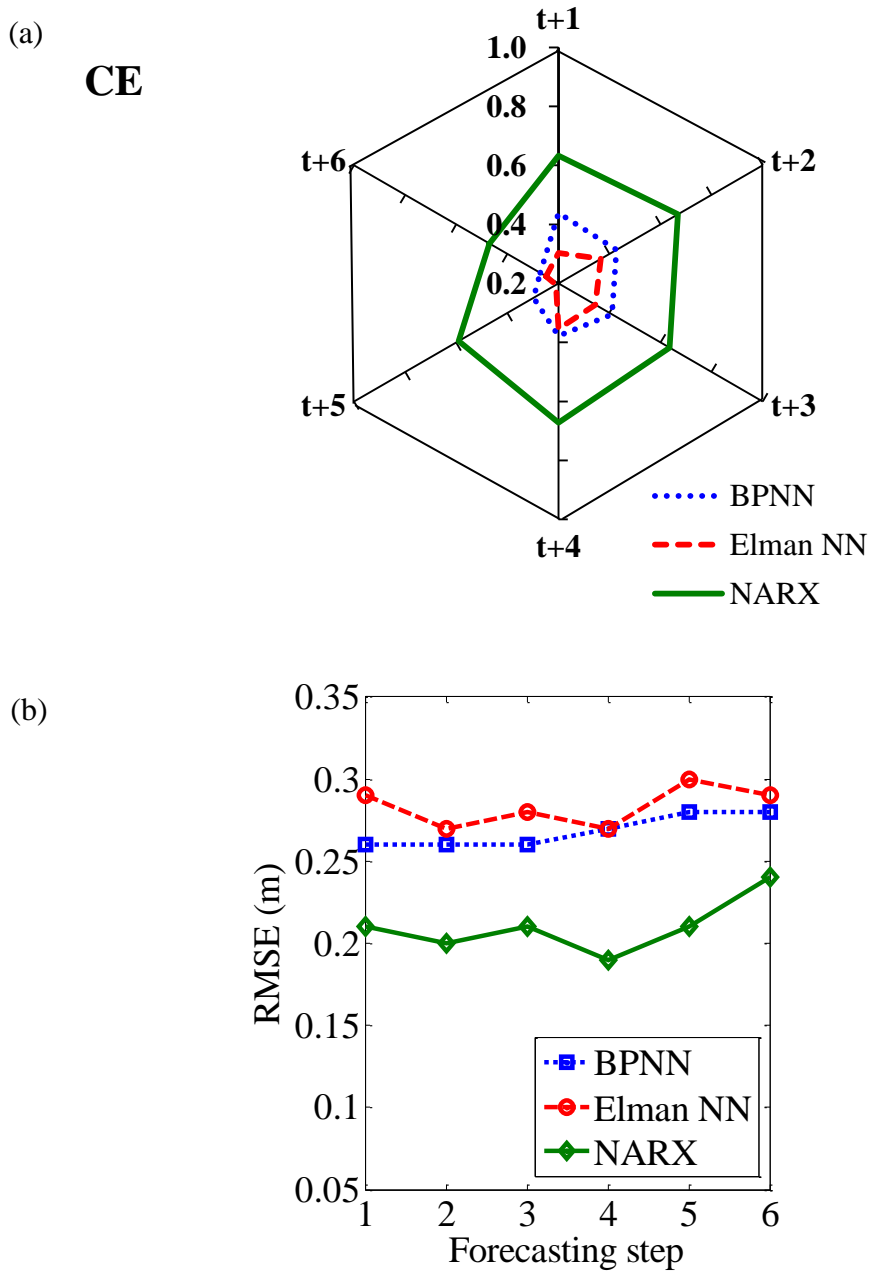 (a)
CE
t+1
1.0
0.8
t+6
0.6
t+2
0.4
0.2
t+5
t+3
t+4
BPNN
Elman NN
NARX
(b)
0.35
0.3
0.25
0.2
0.15
0.1
0.05
RMSE (m)
BPNN
Elman NN
NARX
1 2 3 4 5 6
Forecasting step